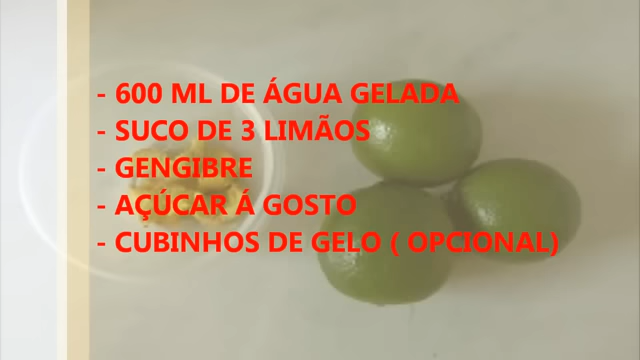 - 600 ML DE ÁGUA GELADA
- SUCO DE 3 LIMÃOS
- GENGIBRE
- AÇÚCAR Á GOSTO
- CUBINHOS DE GELO ( OPCIONAL)